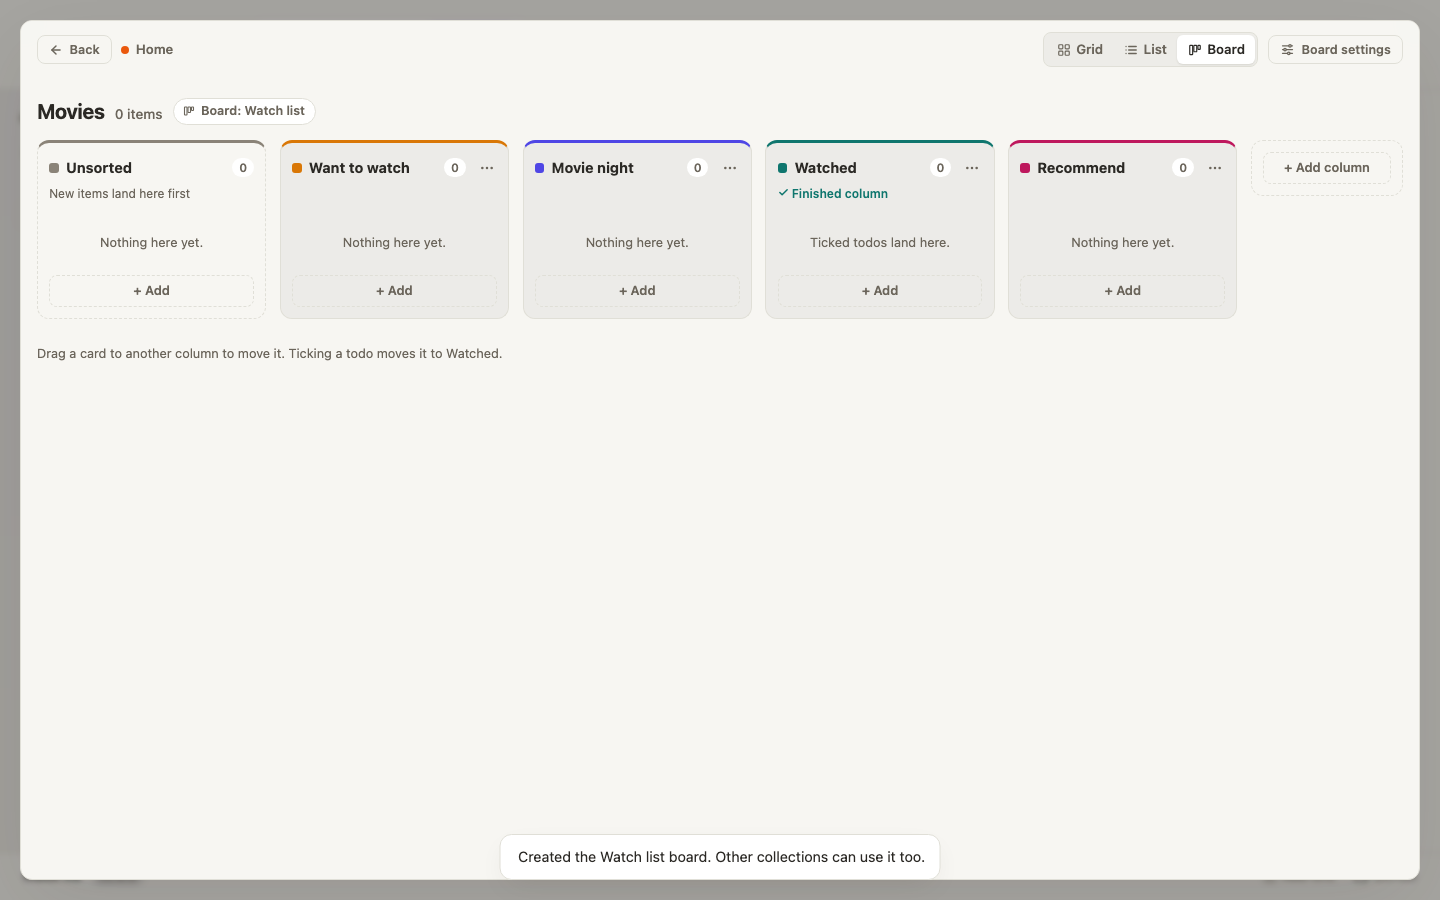 Back
Home
Grid
List
Board
Board settings
Movies
0 items
Board: Watch list
Unsorted
0
New items land here first
Nothing here yet.
+ Add
Want to watch
0
Nothing here yet.
+ Add
Movie night
0
Nothing here yet.
+ Add
Watched
0
Finished column
Ticked todos land here.
+ Add
Recommend
0
Nothing here yet.
+ Add
+ Add column
Drag a card to another column to move it. Ticking a todo moves it to Watched.
Created the Watch list board. Other collections can use it too.